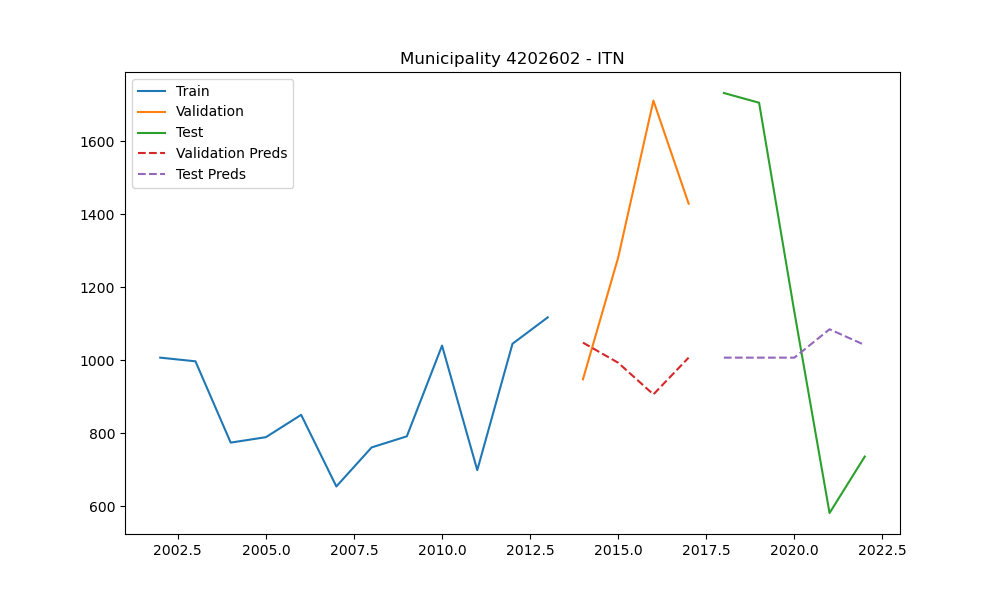 Municipality 4202602 - ITN
Train
Validation
Test
Validation Preds
Test Preds
1600
1400
1200
1000
800
600
2002.5 2005.0 2007.5 2010.0 2012.5 2015.0 2017.5 2020.0 2022.5